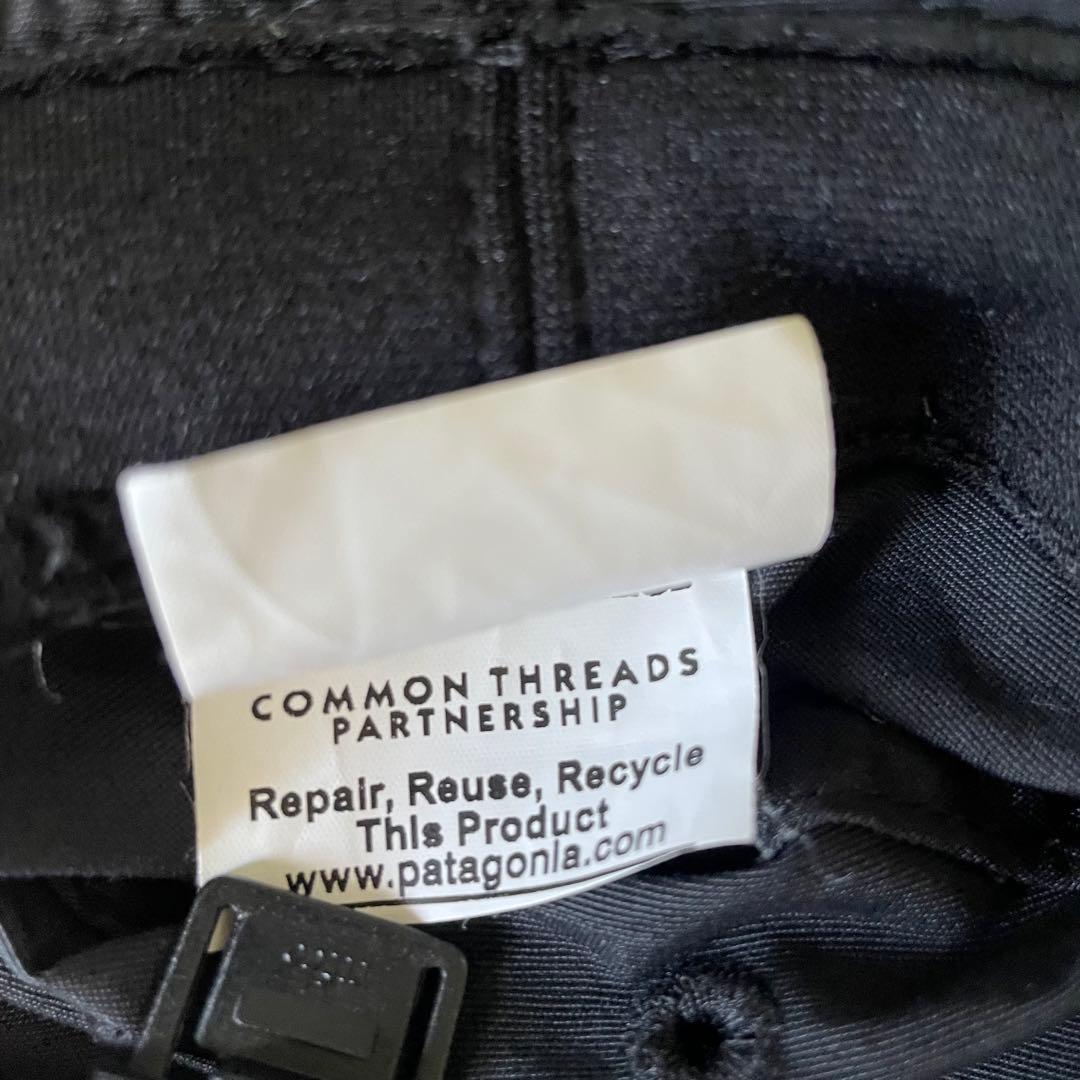 COMMON THREADS
PARTNERSHIP
Repair, Reuse, Recycle
This Product
www.patagonia.com